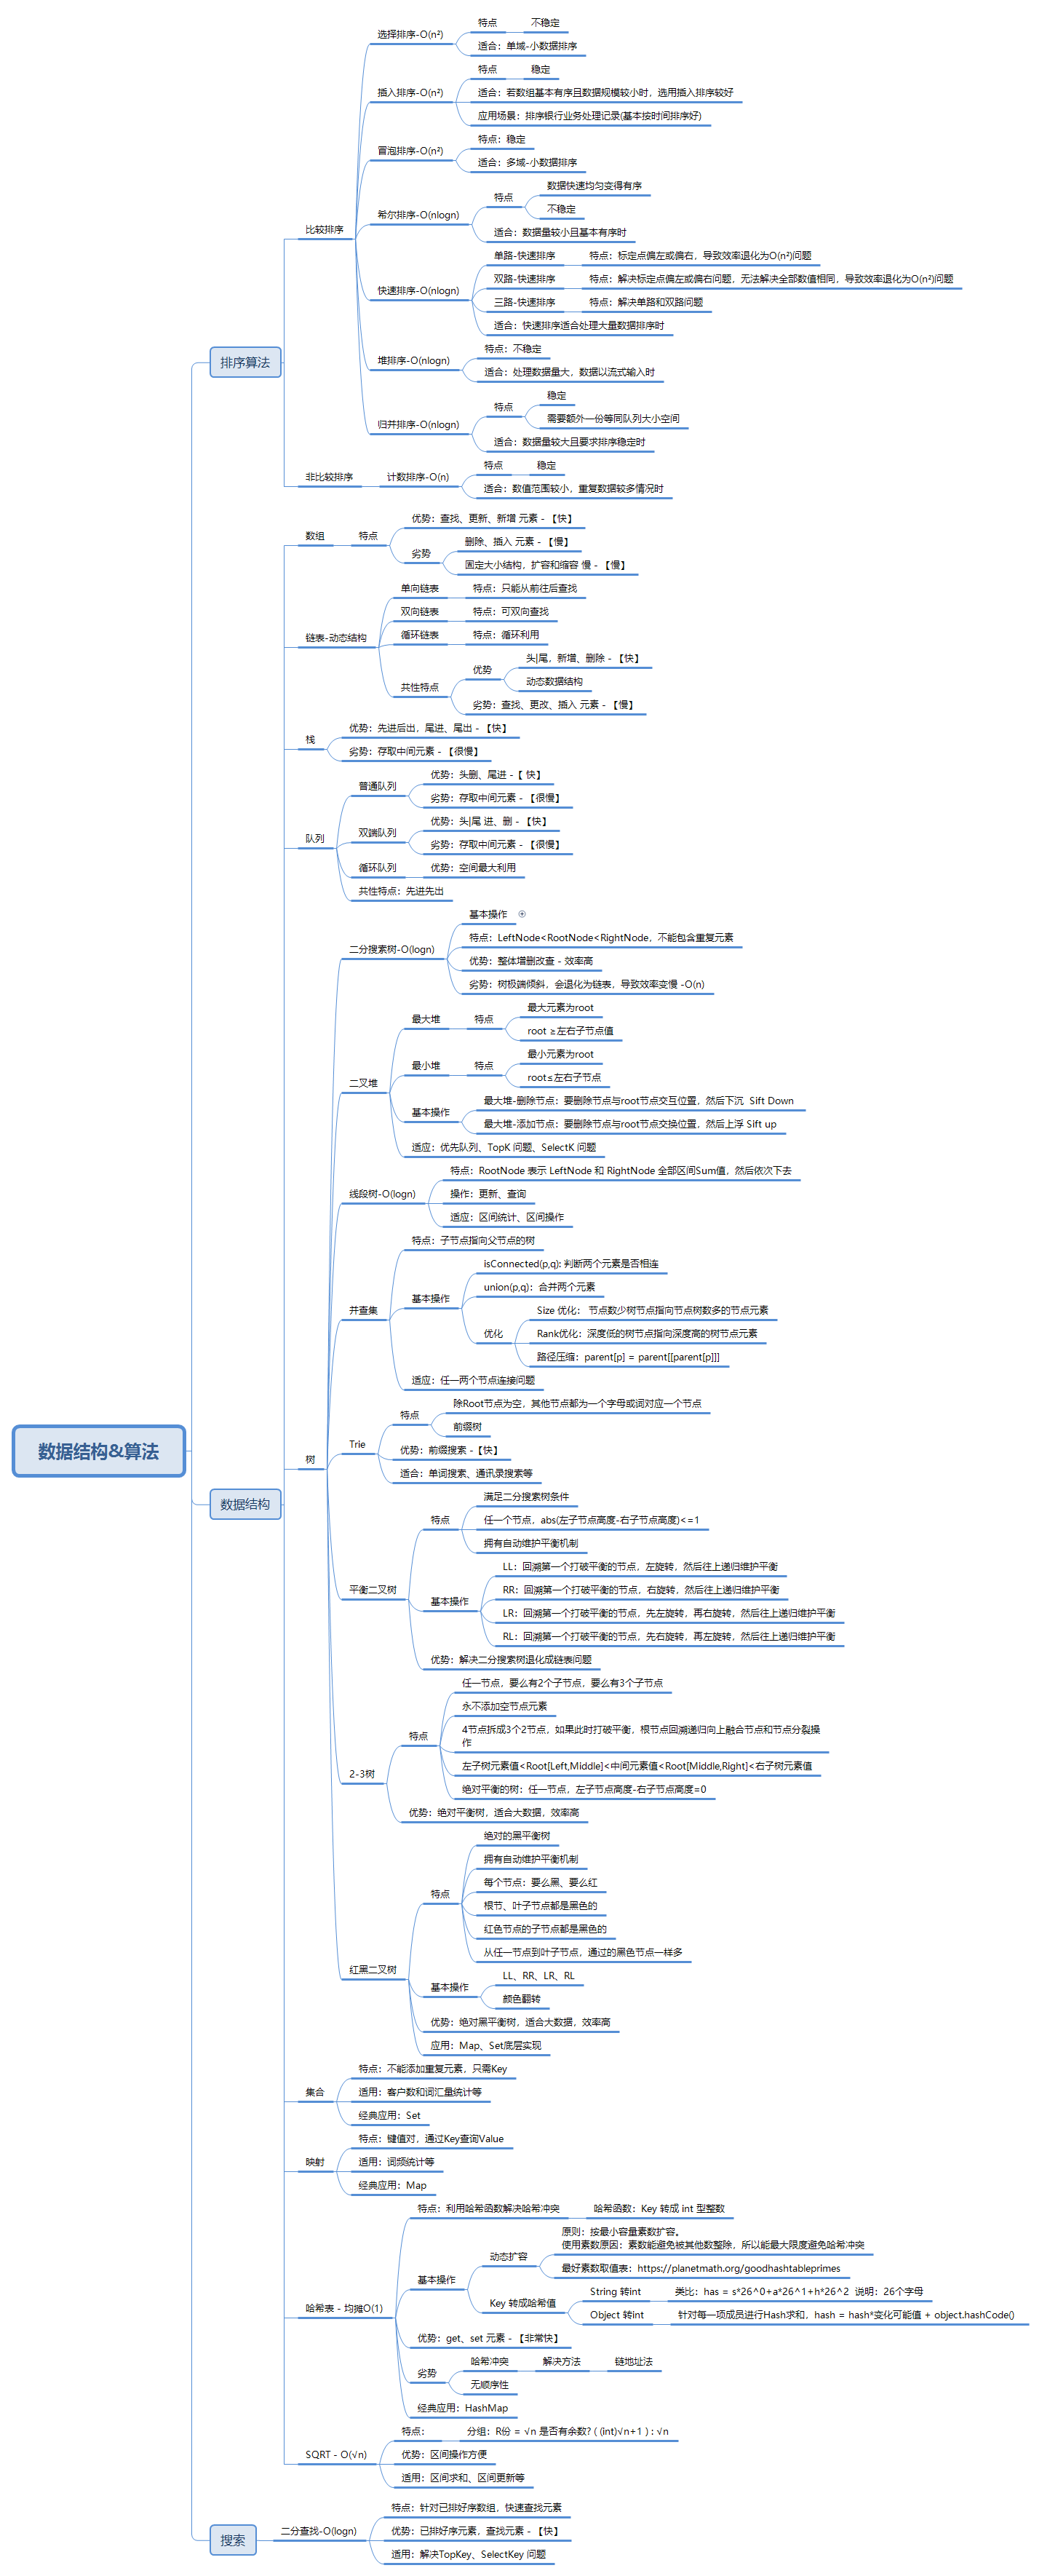 数据结构&算法
排序算法
比较排序
选择排序-O(n²)
特点
不稳定
适合：单域-小数据排序
插入排序-O(n²)
特点
稳定
适合：若数组基本有序且数据规模较小时，选用插入排序较好
应用场景：排序银行业务处理记录(基本按时间排序好)
冒泡排序-O(n²)
特点：稳定
适合：多域-小数据排序
希尔排序-O(nlogn)
特点
数据快速均匀变得有序
不稳定
适合：数据量较小且基本有序时
快速排序-O(nlogn)
单路-快速排序
特点：标定点偏左或偏右，导致效率退化为O(n²)问题
双路-快速排序
特点：解决标定点偏左或偏右问题，无法解决全部数值相同，导致效率退化为O(n²)问题
三路-快速排序
特点：解决单路和双路问题
适合：快速排序适合处理大量数据排序时
堆排序-O(nlogn)
特点：不稳定
适合：处理数据量大，数据以流式输入时
归并排序-O(nlogn)
特点
稳定
需要额外一份等同队列大小空间
适合：数据量较大且要求排序稳定时
非比较排序
计数排序-O(n)
特点
稳定
适合：数值范围较小，重复数据较多情况时
数据结构
数组
特点
优势：查找、更新、新增 元素 - 【快】
劣势
删除、插入 元素 - 【慢】
固定大小结构，扩容和缩容 慢 - 【慢】
链表-动态结构
单向链表
特点：只能从前往后查找
双向链表
特点：可双向查找
循环链表
特点：循环利用
共性特点
优势
头|尾，新增、删除 - 【快】
动态数据结构
劣势：查找、更改、插入 元素 - 【慢】
栈
优势：先进后出，尾进、尾出 - 【快】
劣势：存取中间元素 - 【很慢】
队列
普通队列
优势：头删、尾进 -【 快】
劣势：存取中间元素 - 【很慢】
双端队列
优势：头|尾 进、删 - 【快】
劣势：存取中间元素 - 【很慢】
循环队列
优势：空间最大利用
共性特点：先进先出
树
二分搜索树-O(logn)
基本操作
特点：LeftNode<RootNode<RightNode，不能包含重复元素
优势：整体增删改查 - 效率高
劣势：树极端倾斜，会退化为链表，导致效率变慢 -O(n)
二叉堆
最大堆
特点
最大元素为root
root ≥左右子节点值
最小堆
特点
最小元素为root
root≤左右子节点
基本操作
最大堆-删除节点：要删除节点与root节点交互位置，然后下沉 Sift Down
最大堆-添加节点：要删除节点与root节点交换位置，然后上浮 Sift up
适应：优先队列、TopK 问题、SelectK 问题
线段树-O(logn)
特点：RootNode 表示 LeftNode 和 RightNode 全部区间Sum值，然后依次下去
操作：更新、查询
适应：区间统计、区间操作
并查集
特点：子节点指向父节点的树
基本操作
isConnected(p,q): 判断两个元素是否相连
union(p,q)：合并两个元素
优化
Size 优化： 节点数少树节点指向节点树数多的节点元素
Rank优化：深度低的树节点指向深度高的树节点元素
路径压缩：parent[p] = parent[[parent[p]]]
适应：任一两个节点连接问题
Trie
特点
除Root节点为空，其他节点都为一个字母或词对应一个节点
前缀树
优势：前缀搜索 -【快】
适合：单词搜索、通讯录搜索等
平衡二叉树
特点
满足二分搜索树条件
任一个节点，abs(左子节点高度-右子节点高度)<=1
拥有自动维护平衡机制
基本操作
LL：回溯第一个打破平衡的节点，左旋转，然后往上递归维护平衡
RR：回溯第一个打破平衡的节点，右旋转，然后往上递归维护平衡
LR：回溯第一个打破平衡的节点，先左旋转，再右旋转，然后往上递归维护平衡
RL：回溯第一个打破平衡的节点，先右旋转，再左旋转，然后往上递归维护平衡
优势：解决二分搜索树退化成链表问题
2-3树
特点
任一节点，要么有2个子节点，要么有3个子节点
永不添加空节点元素
4节点拆成3个2节点，如果此时打破平衡，根节点回溯递归向上融合节点和节点分裂操
作
左子树元素值<Root[Left,Middle]<中间元素值<Root[Middle,Right]<右子树元素值
绝对平衡的树：任一节点，左子节点高度-右子节点高度=0
优势：绝对平衡树，适合大数据，效率高
红黑二叉树
特点
绝对的黑平衡树
拥有自动维护平衡机制
每个节点：要么黑、要么红
根节、叶子节点都是黑色的
红色节点的子节点都是黑色的
从任一节点到叶子节点，通过的黑色节点一样多
基本操作
LL、RR、LR、RL
颜色翻转
优势：绝对黑平衡树，适合大数据，效率高
应用：Map、Set底层实现
集合
特点：不能添加重复元素，只需Key
适用：客户数和词汇量统计等
经典应用：Set
映射
特点：键值对，通过Key查询Value
适用：词频统计等
经典应用：Map
哈希表 - 均摊O(1)
特点：利用哈希函数解决哈希冲突
哈希函数：Key 转成 int 型整数
基本操作
动态扩容
原则：按最小容量素数扩容。
使用素数原因：素数能避免被其他数整除，所以能最大限度避免哈希冲突
最好素数取值表：https://planetmath.org/goodhashtableprimes
Key 转成哈希值
String 转int
类比：has = s*26^0+a*26^1+h*26^2 说明：26个字母
Object 转int
针对每一项成员进行Hash求和，hash = hash*变化可能值 + object.hashCode()
优势：get、set 元素 - 【非常快】
劣势
哈希冲突
解决方法
链地址法
无顺序性
经典应用：HashMap
SQRT - O(√n)
特点：
分组：R份 = √n 是否有余数? ( (int)√n+1 ) : √n
优势：区间操作方便
适用：区间求和、区间更新等
搜索
二分查找-O(logn)
特点：针对已排好序数组，快速查找元素
优势：已排好序元素，查找元素 - 【快】
适用：解决TopKey、SelectKey 问题